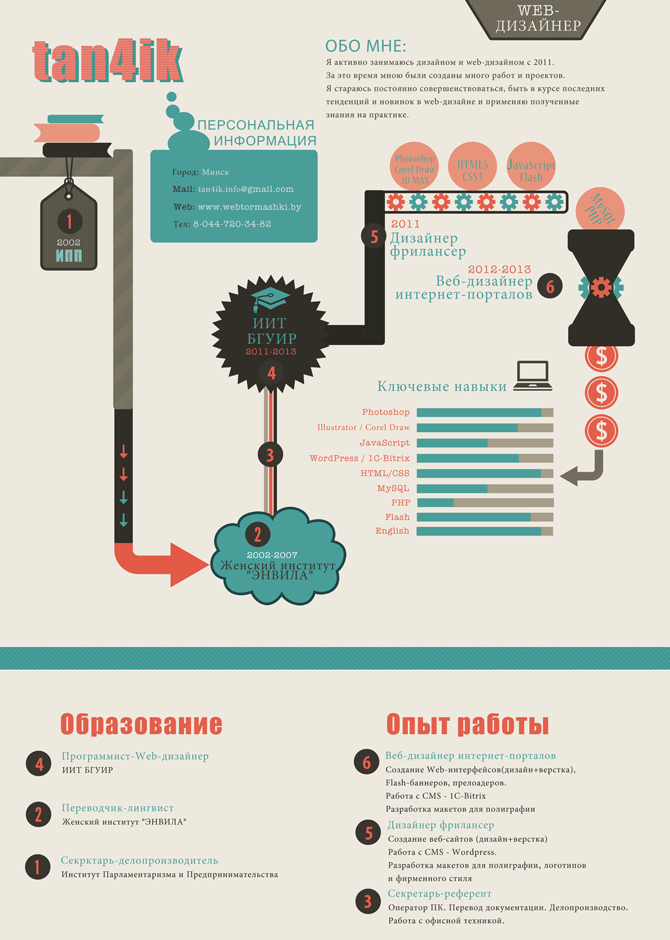 WEB-
ДИЗАЙНЕР
tan4ik
ОБО МНЕ:
Я активно занимаюсь дизайном и web-дизайном с 2011.
За это время мною были созданы много работ и проектов.
Я стараюсь постоянно совершенствоваться, быть в курсе последних
тенденций и новинок в web-дизайне и применяю полученные
знания на практике.
ПЕРСОНАЛЬНАЯ
ИНФОРМАЦИЯ
Город: Минск
Mail: tan4ik.info@gmail.com
Web: www.webtormashki.by
Тел: 8-044-720-34-82
1
2002
ИПП
Photoshop
Corel Draw
3D MAX
HTML5
CSS3
JavaScript
Flash
MySQL
PHP
5
2011
Дизайнер
фрилансер
2012-2013
Веб-дизайнер
интернет-порталов
6
ИИТ
БГУИР
2011-2013
4
$
$
$
Ключевые навыки
Photoshop
Illustrator / Corel Draw
JavaScript
WordPress / 1C-Bitrix
HTML/CSS
MySQL
PHP
Flash
English
3
2
2002-2007
Женский институт
"ЭНВИЛА"
Образование
4
Программист-Web-дизайнер
ИИТ БГУИР
2
Переводчик-лингвист
Женский институт "ЭНВИЛА"
1
Секрктарь-делопроизводитель
Институт Парламентаризма и Предпринимательства
Опыт работы
6
Веб-дизайнер интернет-порталов
Создание Web-интерфейсов(дизайн+верстка),
Flash-баннеров, прелоадеров.
Работа с CMS - 1C-Bitrix
Разработка макетов для полиграфии
5
Дизайнер фрилансер
Создание веб-сайтов (дизайн+верстка)
Работа с CMS - Wordpress.
Разработка макетов для полиграфии, логотипов
и фирменного стиля
3
Секретарь-референт
Оператор ПК. Перевод документации. Делопроизводство.
Работа с офисной техникой.